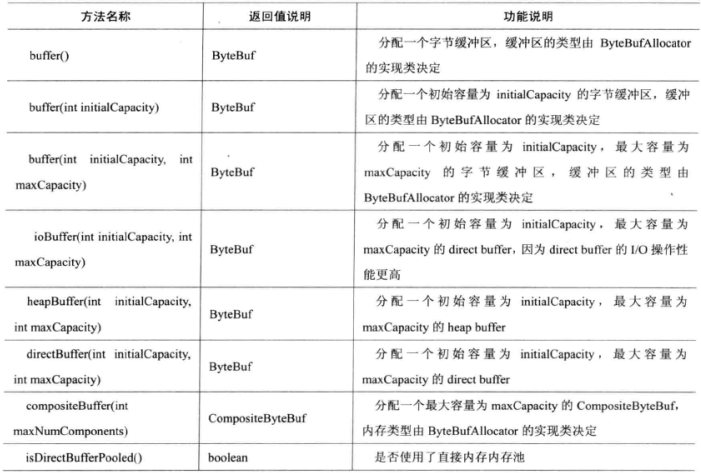 方法名称 返回值说明 功能说明
buffer() ByteBuf 分配一个字节缓冲区，缓冲区的类型由 ByteBufAllocator
的实现类决定
buffer(int initialCapacity) ByteBuf 分配一个初始容量为 initialCapacity 的字节缓冲区，缓冲
区的类型由 ByteBufAllocator 的实现类决定
buffer(int initialCapacity, int
maxCapacity)
ByteBuf
分配一个初始容量为 initialCapacity，最大容量为
maxCapacity 的字节缓冲区，缓冲区的类型由
ByteBufAllocator 的实现类决定
ioBuffer(int initialCapacity, int
maxCapacity)
ByteBuf
分配一个初始容量为 initialCapacity，最大容量为
maxCapacity 的 direct buffer，因为 direct buffer 的 I/O 操作性
能更高
heapBuffer(int initialCapacity,
int maxCapacity)
ByteBuf
分配一个初始容量为 initialCapacity，最大容量为
maxCapacity 的 heap buffer
directBuffer(int initialCapacity,
int maxCapacity)
ByteBuf
分配一个初始容量为 initialCapacity，最大容量为
maxCapacity 的 direct buffer
compositeBuffer(int
maxNumComponents)
CompositeByteBuf
分配一个最大容量为 maxCapacity 的 CompositeByteBuf，
内存类型由 ByteBufAllocator 的实现类决定
isDirectBufferPooled() boolean 是否使用了直接内存内存池